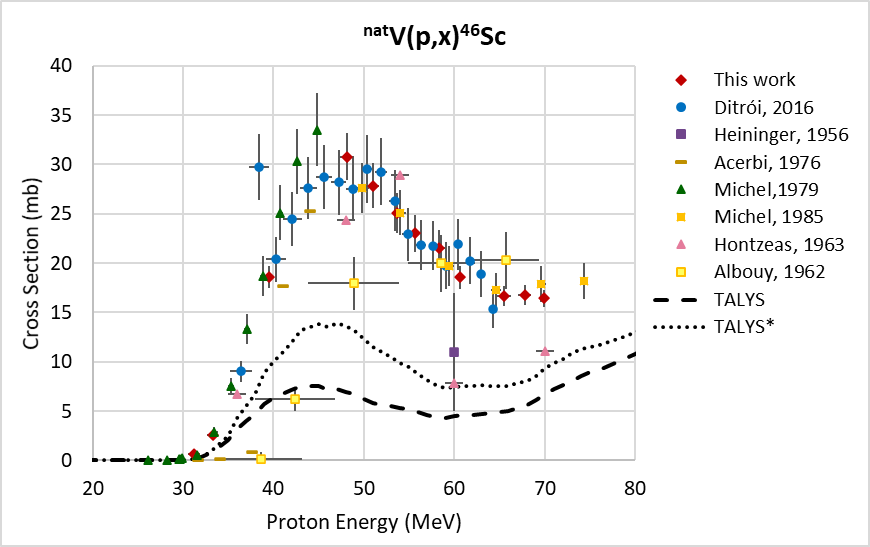 natV(p,x)46Sc
40
35
30
25
20
15
10
5
0
Cross Section (mb)
20 30 40 50 60 70 80
Proton Energy (MeV)
This work
Ditrói, 2016
Heininger, 1956
Acerbi, 1976
Michel,1979
Michel, 1985
Hontzeas, 1963
Albouy, 1962
TALYS
TALYS*